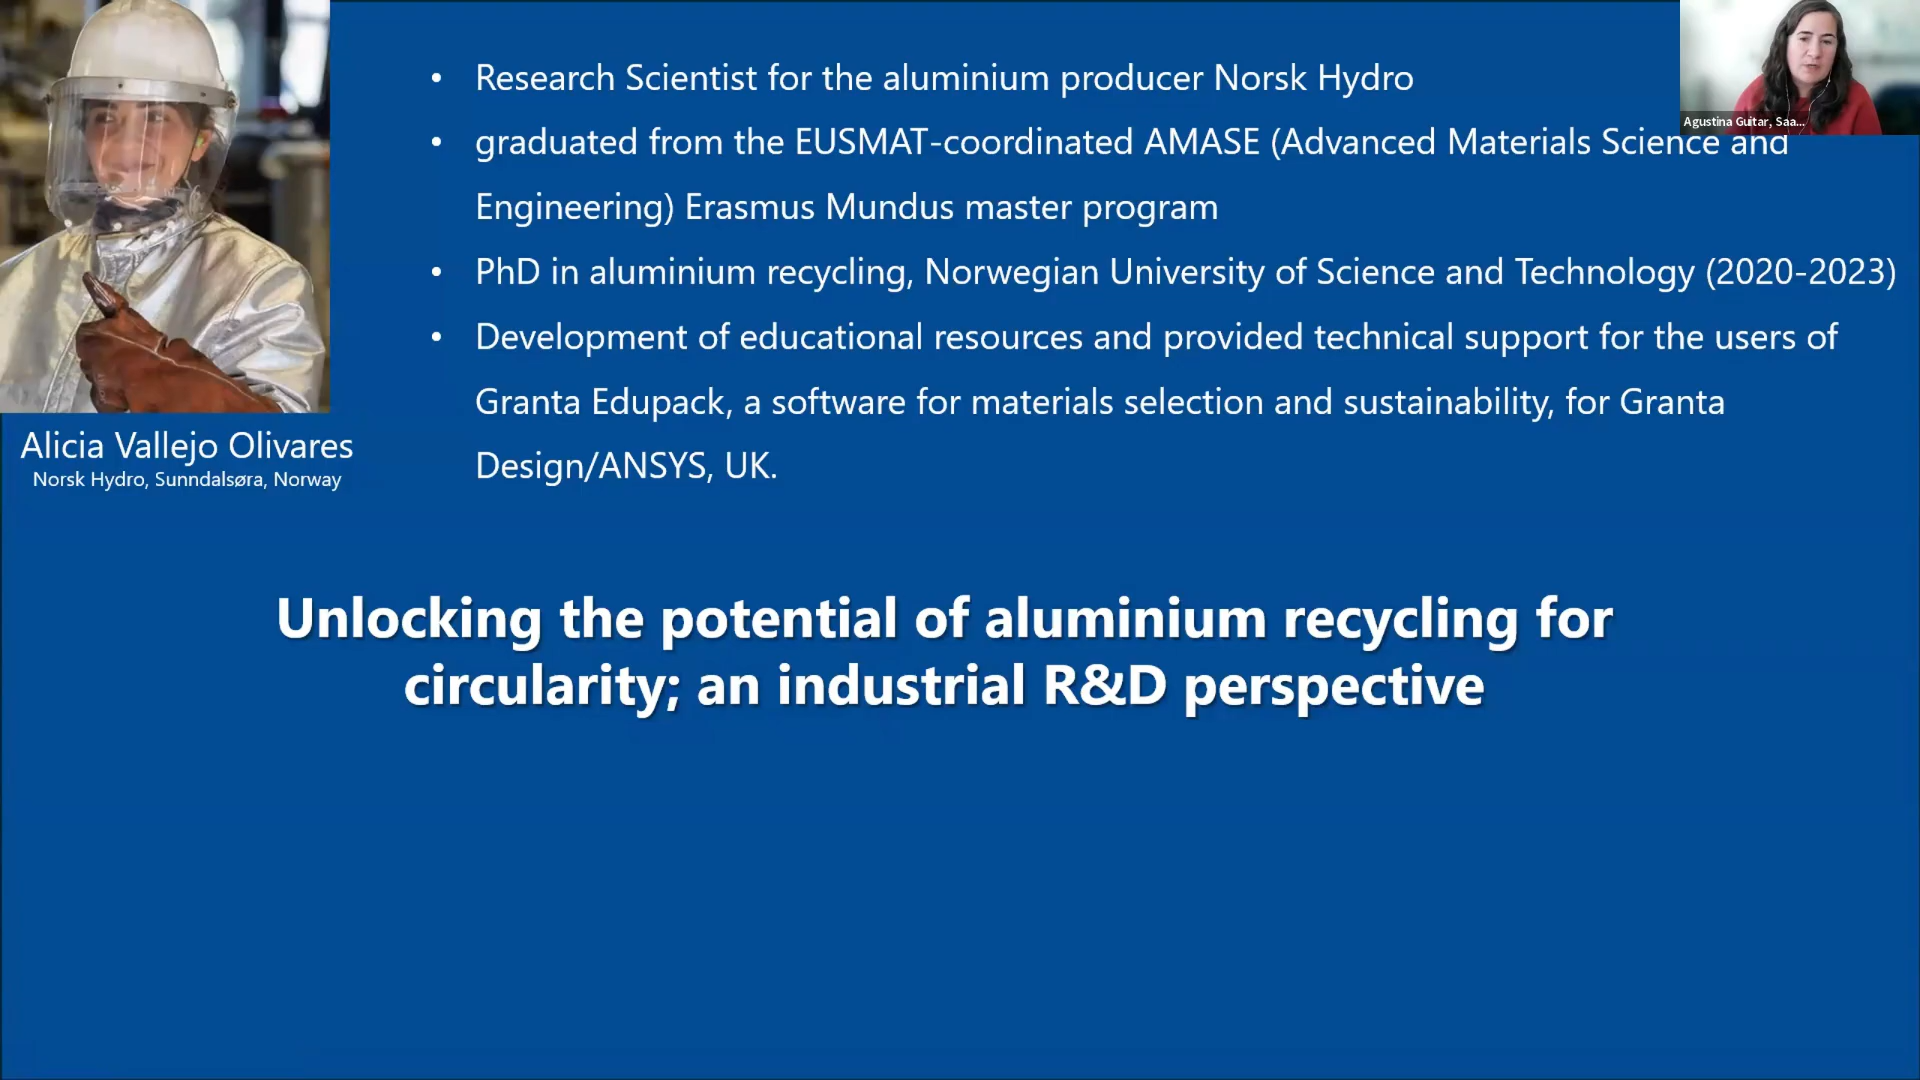 Agustina Guitar, Saa...
• Research Scientist for the aluminium producer Norsk Hydro
• graduated from the EUSMAT-coordinated AMASE (Advanced Materials Science and
Engineering) Erasmus Mundus master program
• PhD in aluminium recycling, Norwegian University of Science and Technology (2020-2023)
• Development of educational resources and provided technical support for the users of
Granta Edupack, a software for materials selection and sustainability, for Granta
Design/ANSYS, UK.
Alicia Vallejo Olivares
Norsk Hydro, Sunndalsøra, Norway
Unlocking the potential of aluminium recycling for
circularity; an industrial R&D perspective